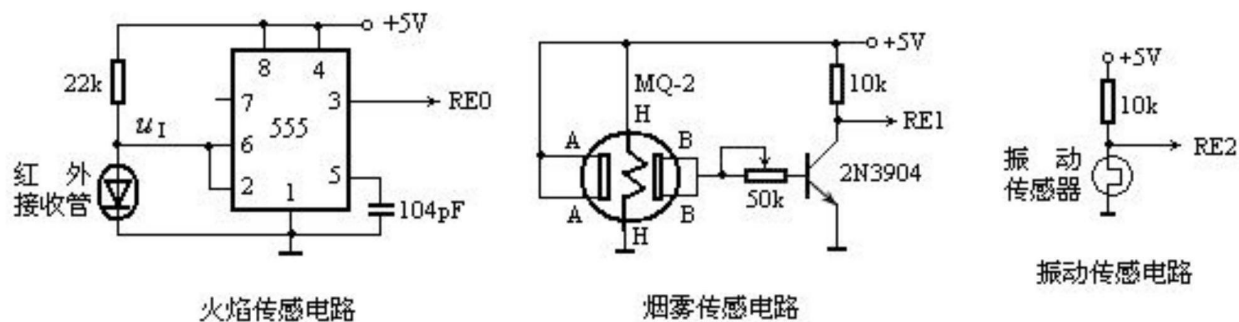 +5V
22k
8
4
7
3
RE0
555
u_I
6
2
5
1
红 外
接收管
104pF
火焰传感电路
+5V
MQ-2
10k
H
A
B
RE1
2N3904
50k
A
B
H
烟雾传感电路
+5V
10k
RE2
振 动
传感器
振动传感电路